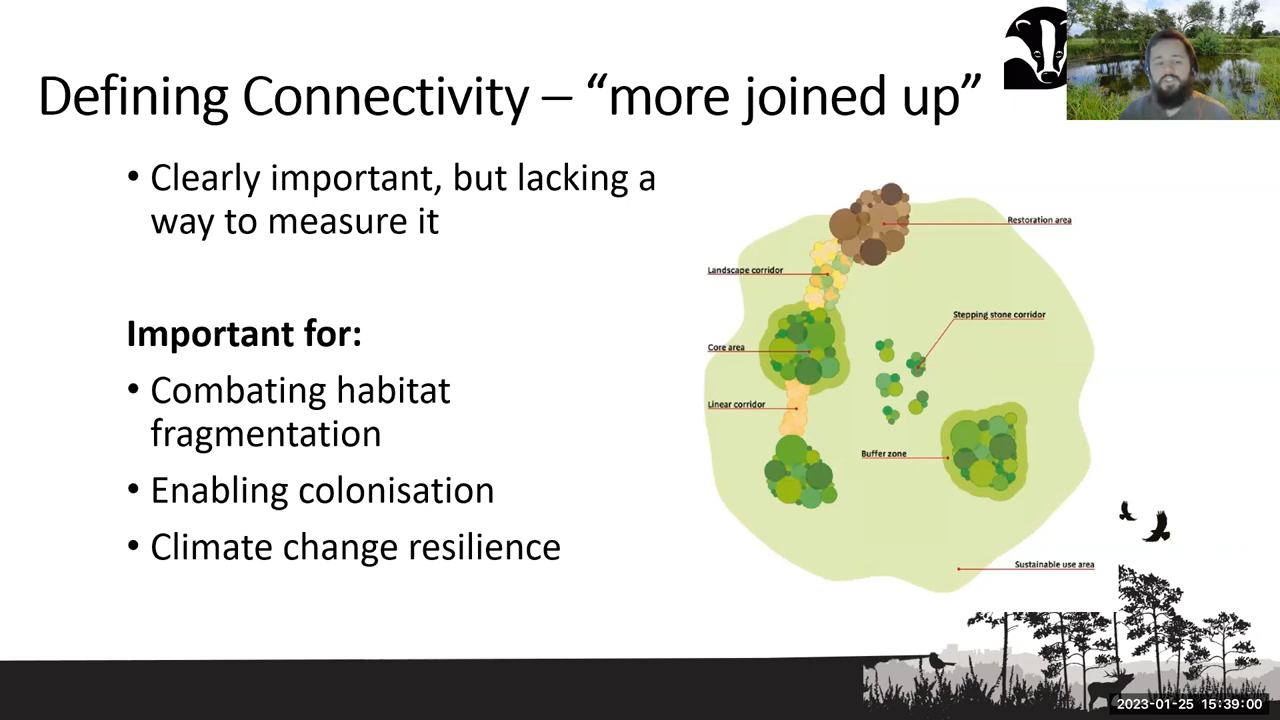 Defining Connectivity – “more joined up”
• Clearly important, but lacking a
way to measure it
Important for:
• Combating habitat
fragmentation
• Enabling colonisation
• Climate change resilience
Restoration area
Landscape corridor
Stepping stone corridor
Core area
Linear corridor
Buffer zone
Sustainable use area
2023-01-25 15:39:00